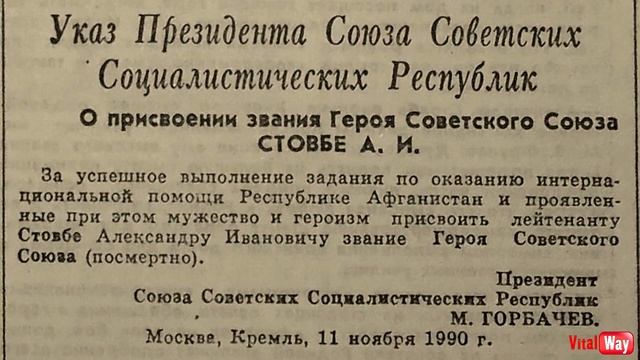 Указ Президента Союза Советских
Социалистических Республик
О присвоении звания Героя Советского Союза
СТОВБЕ А. И.
За успешное выполнение задания по оказанию интерна-
циональной помощи Республике Афганистан и проявлен-
ные при этом мужество и героизм присвоить лейтенанту
Стовбе Александру Ивановичу звание Героя Советского
Союза (посмертно).
Президент
Союза Советских Социалистических Республик
М. ГОРБАЧЕВ.
Москва, Кремль, 11 ноября 1990 г.
Vital Way